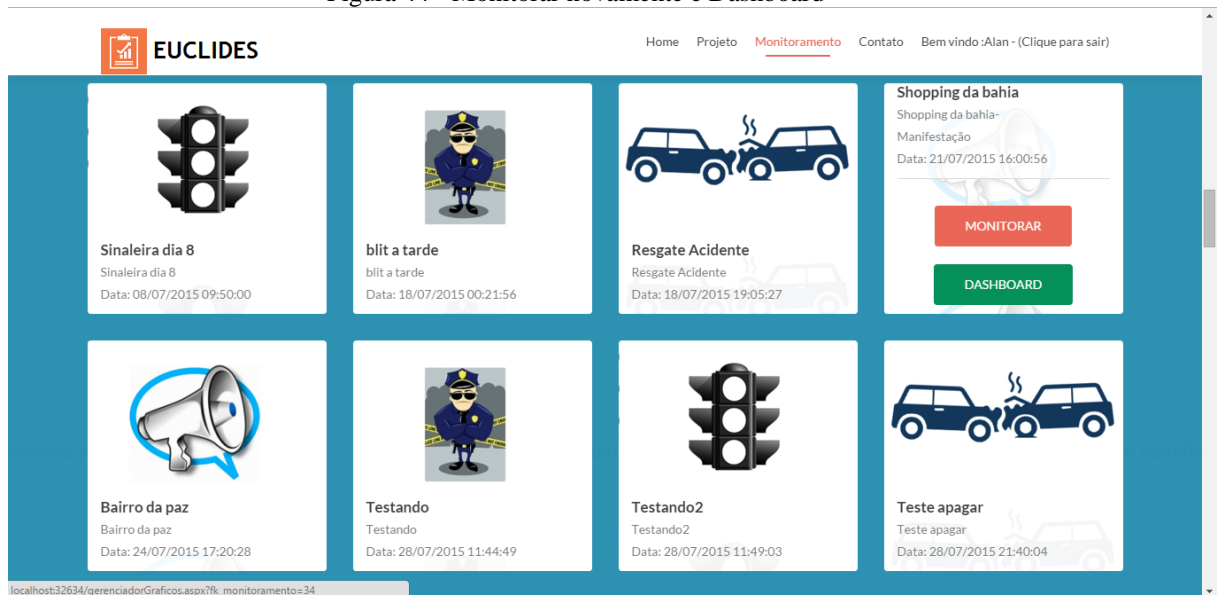 EUCLIDES
Home Projeto Monitoramento Contato Bem vindo :Alan - (Clique para sair)
Sinaleira dia 8
Sinaleira dia 8
Data: 08/07/2015 09:50:00
blit a tarde
blit a tarde
Data: 18/07/2015 00:21:56
Resgate Acidente
Resgate Acidente
Data: 18/07/2015 19:05:27
Shopping da bahia
Shopping da bahia-
Manifestação
Data: 21/07/2015 16:00:56
MONITORAR
DASHBOARD
Bairro da paz
Bairro da paz
Data: 24/07/2015 17:20:28
Testando
Testando
Data: 28/07/2015 11:44:49
Testando2
Testando2
Data: 28/07/2015 11:49:03
Teste apagar
Teste apagar
Data: 28/07/2015 21:40:04
localhost:32634/gerenciadorGraficos.aspx?fk_monitoramento=34